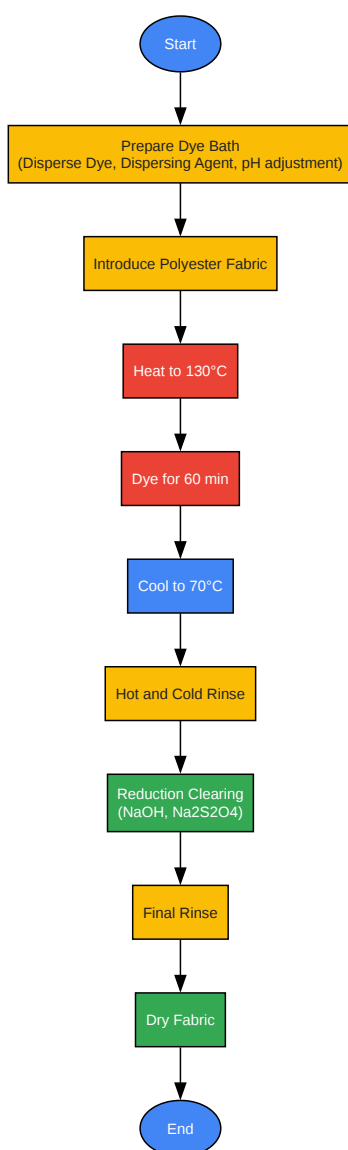 Start
Prepare Dye Bath
(Disperse Dye, Dispersing Agent, pH adjustment)
Introduce Polyester Fabric
Heat to 130°C
Dye for 60 min
Cool to 70°C
Hot and Cold Rinse
Reduction Clearing
(NaOH, Na2S2O4)
Final Rinse
Dry Fabric
End